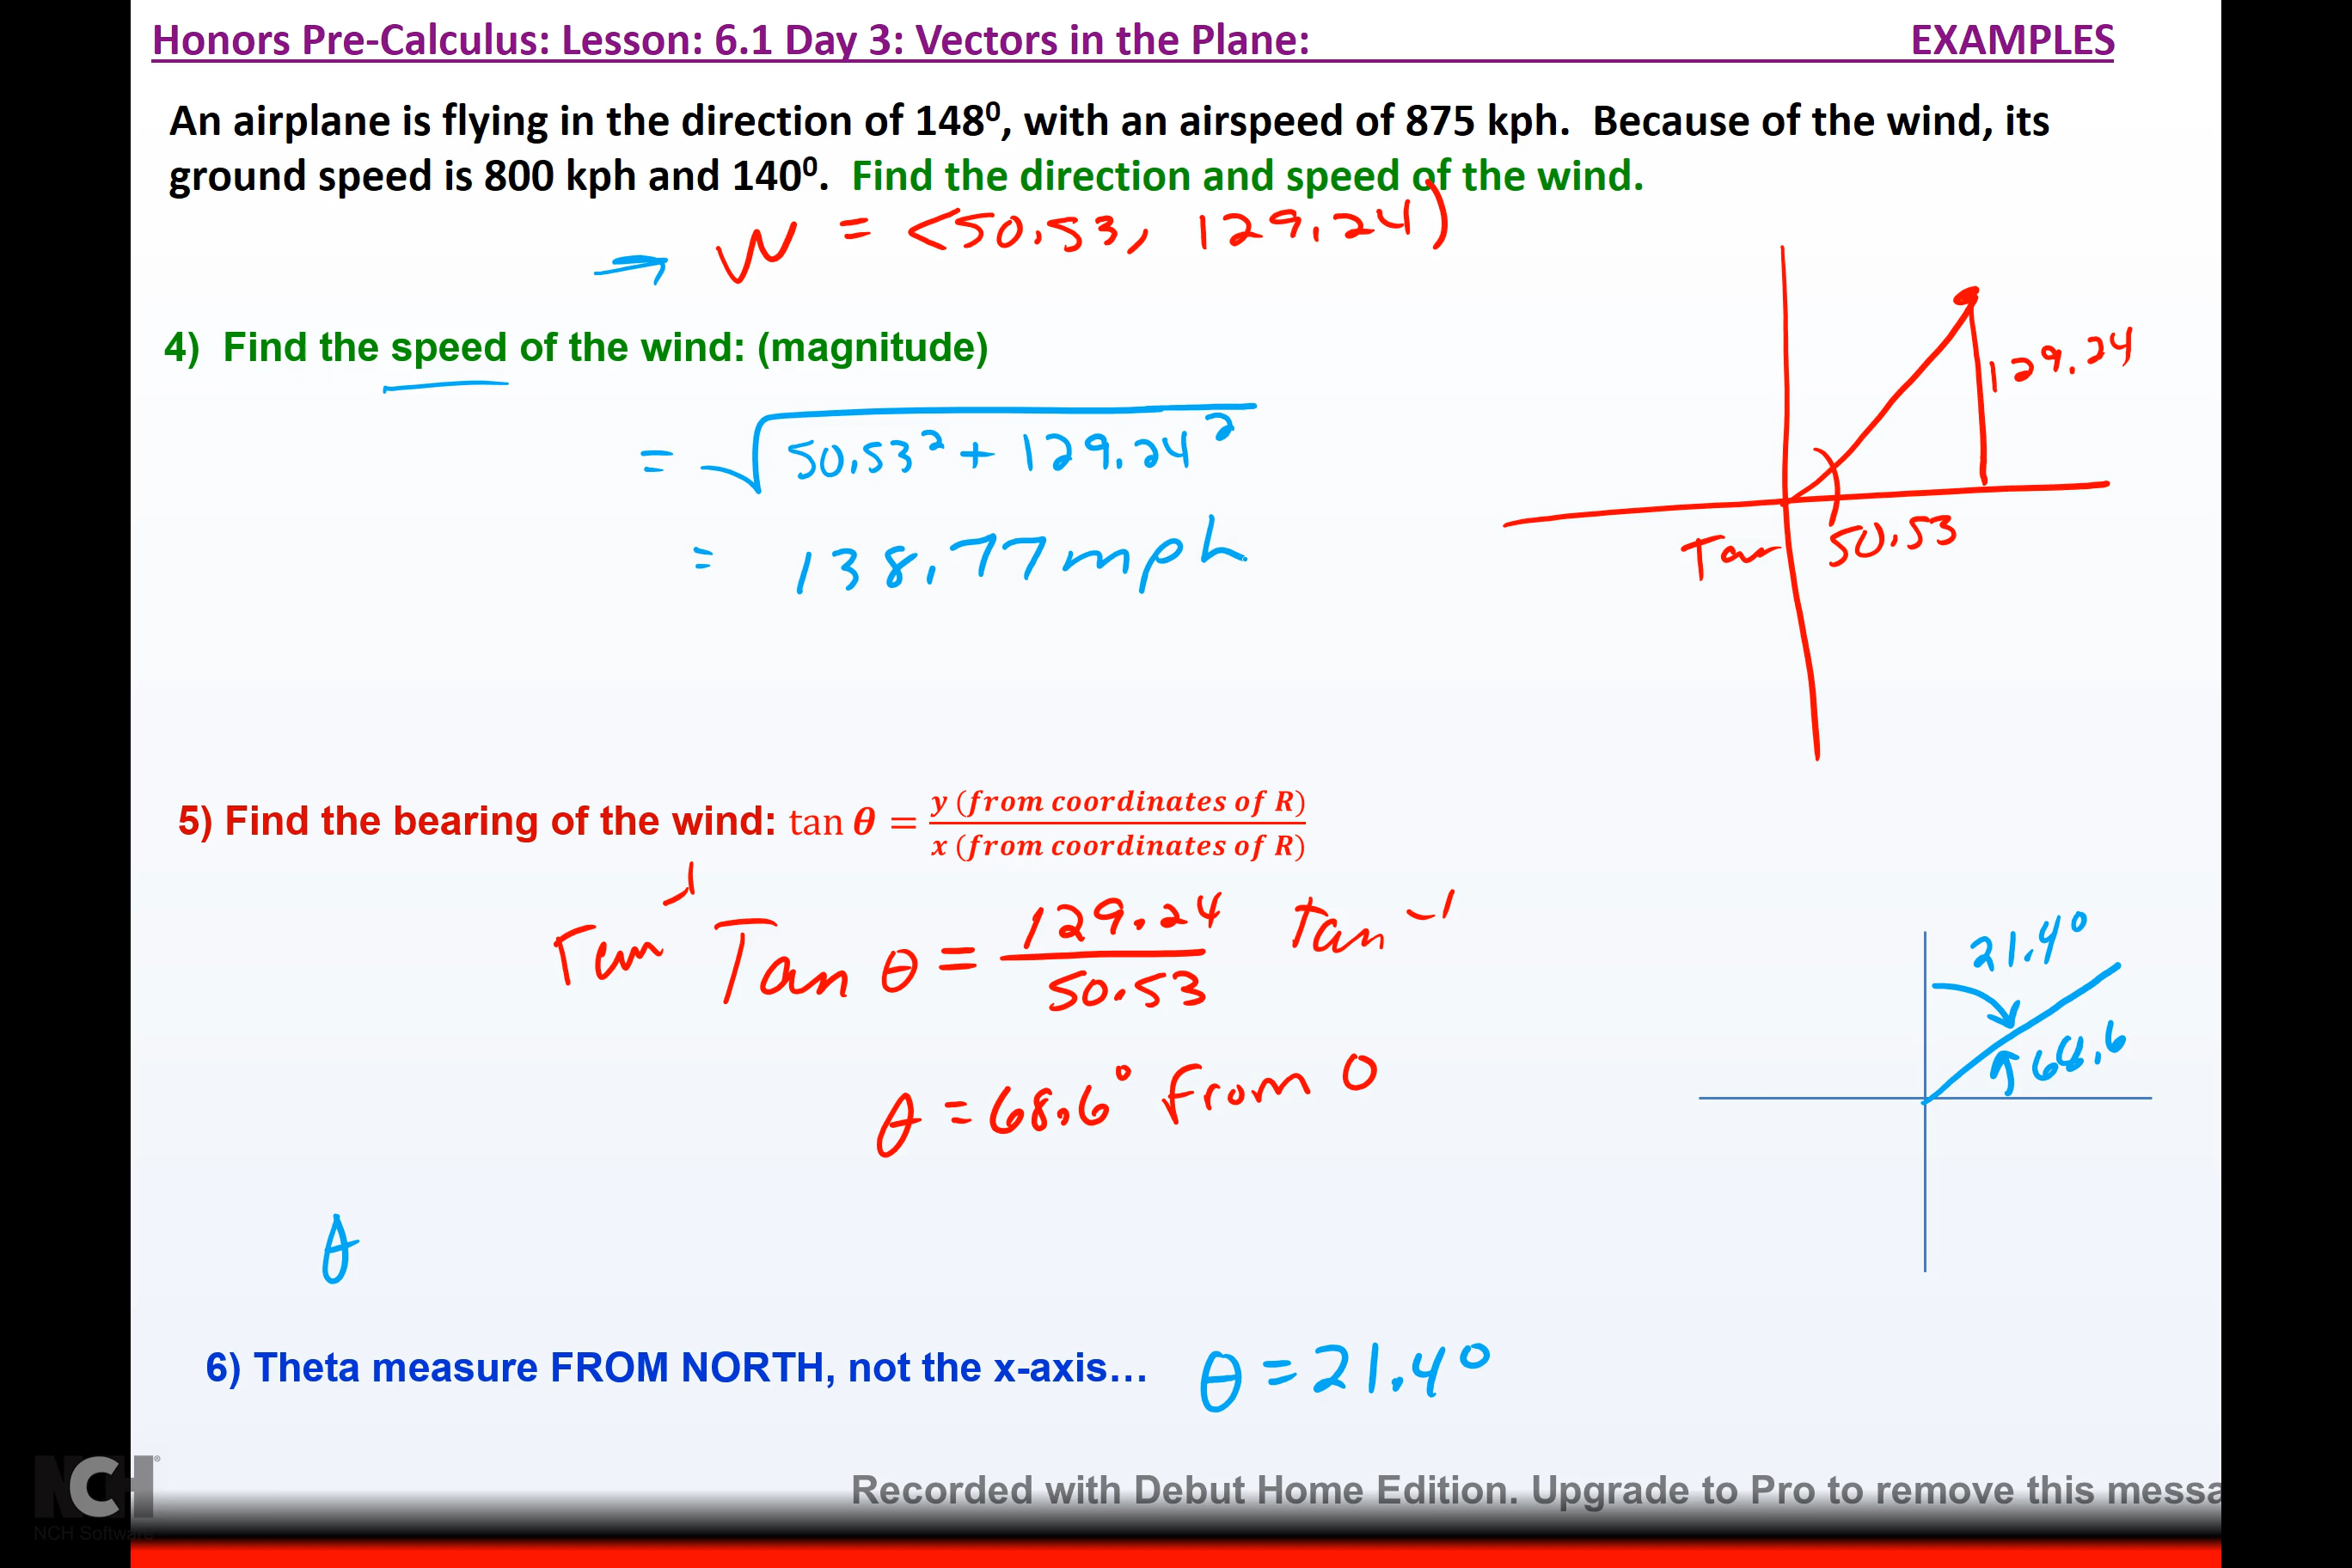 Honors Pre-Calculus: Lesson: 6.1 Day 3: Vectors in the Plane: EXAMPLES
An airplane is flying in the direction of 148⁰, with an airspeed of 875 kph. Because of the wind, its
ground speed is 800 kph and 140⁰. Find the direction and speed of the wind.
→ W = <50.53, 129.24)
4) Find the speed of the wind: (magnitude)
129.24
= √50.53² + 129.24²
Tan 50.53
= 138.77mph
5) Find the bearing of the wind: tan θ = y (from coordinates of R) / x (from coordinates of R)
Tan⁻¹ Tan θ = 129.24 / 50.53 Tan⁻¹
21.4°
68.6
θ = 68.6° from 0
θ
6) Theta measure FROM NORTH, not the x-axis… θ = 21.4°
Recorded with Debut Home Edition. Upgrade to Pro to remove this messa
NCH®
NCH Software